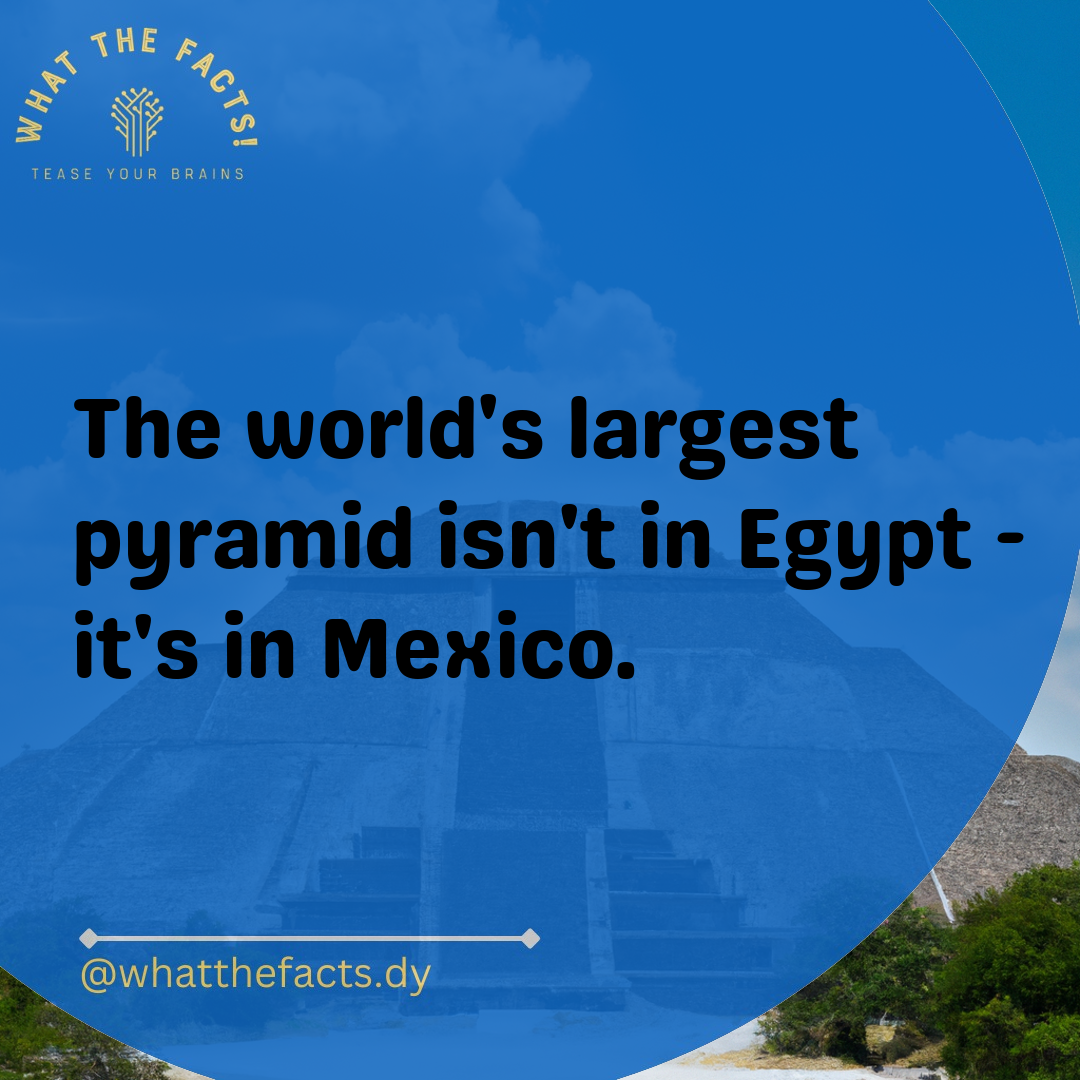 WHAT THE FACTS!
TEASE YOUR BRAINS
The world's largest
pyramid isn't in Egypt -
it's in Mexico.
@whatthefacts.dy